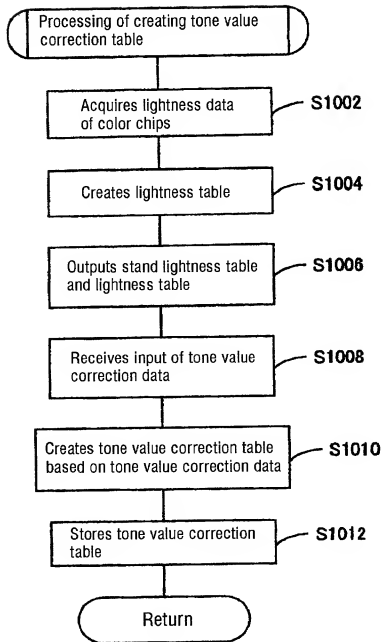 Processing of creating tone value
correction table
Acquires lightness data
of color chips
S1002
Creates lightness table
S1004
Outputs stand lightness table
and lightness table
S1006
Receives input of tone value
correction data
S1008
Creates tone value correction table
based on tone value correction data
S1010
Stores tone value correction
table
S1012
Return